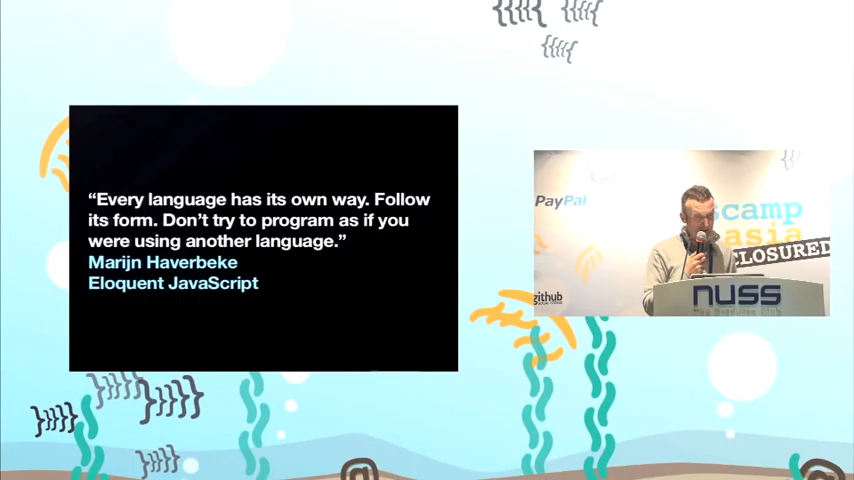 “Every language has its own way. Follow
its form. Don’t try to program as if you
were using another language.”
Marijn Haverbeke
Eloquent JavaScript
PayPal
scamp
asia
CLOSURED
github
NUSS